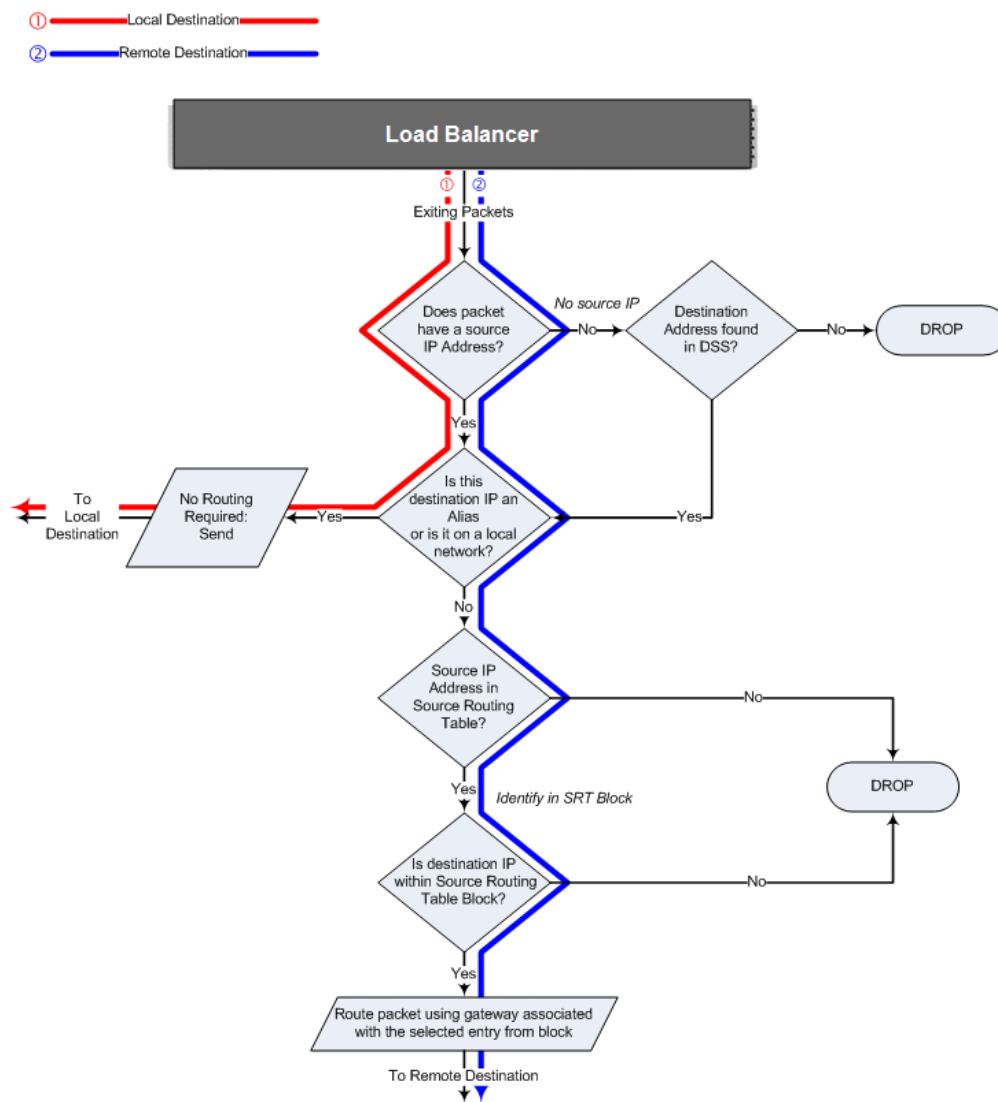 ① Local Destination
② Remote Destination
Load Balancer
① ②
Exiting Packets
Does packet
have a source
IP Address?
No source IP
No
Destination
Address found
in DSS?
No
DROP
Yes
Is this
destination IP an
Alias
or is it on a local
network?
Yes
Yes
No Routing
Required:
Send
To
Local
Destination
No
Source IP
Address in
Source Routing
Table?
No
DROP
Yes
Identify in SRT Block
Is destination IP
within Source Routing
Table Block?
No
Yes
Route packet using gateway associated
with the selected entry from block
To Remote Destination